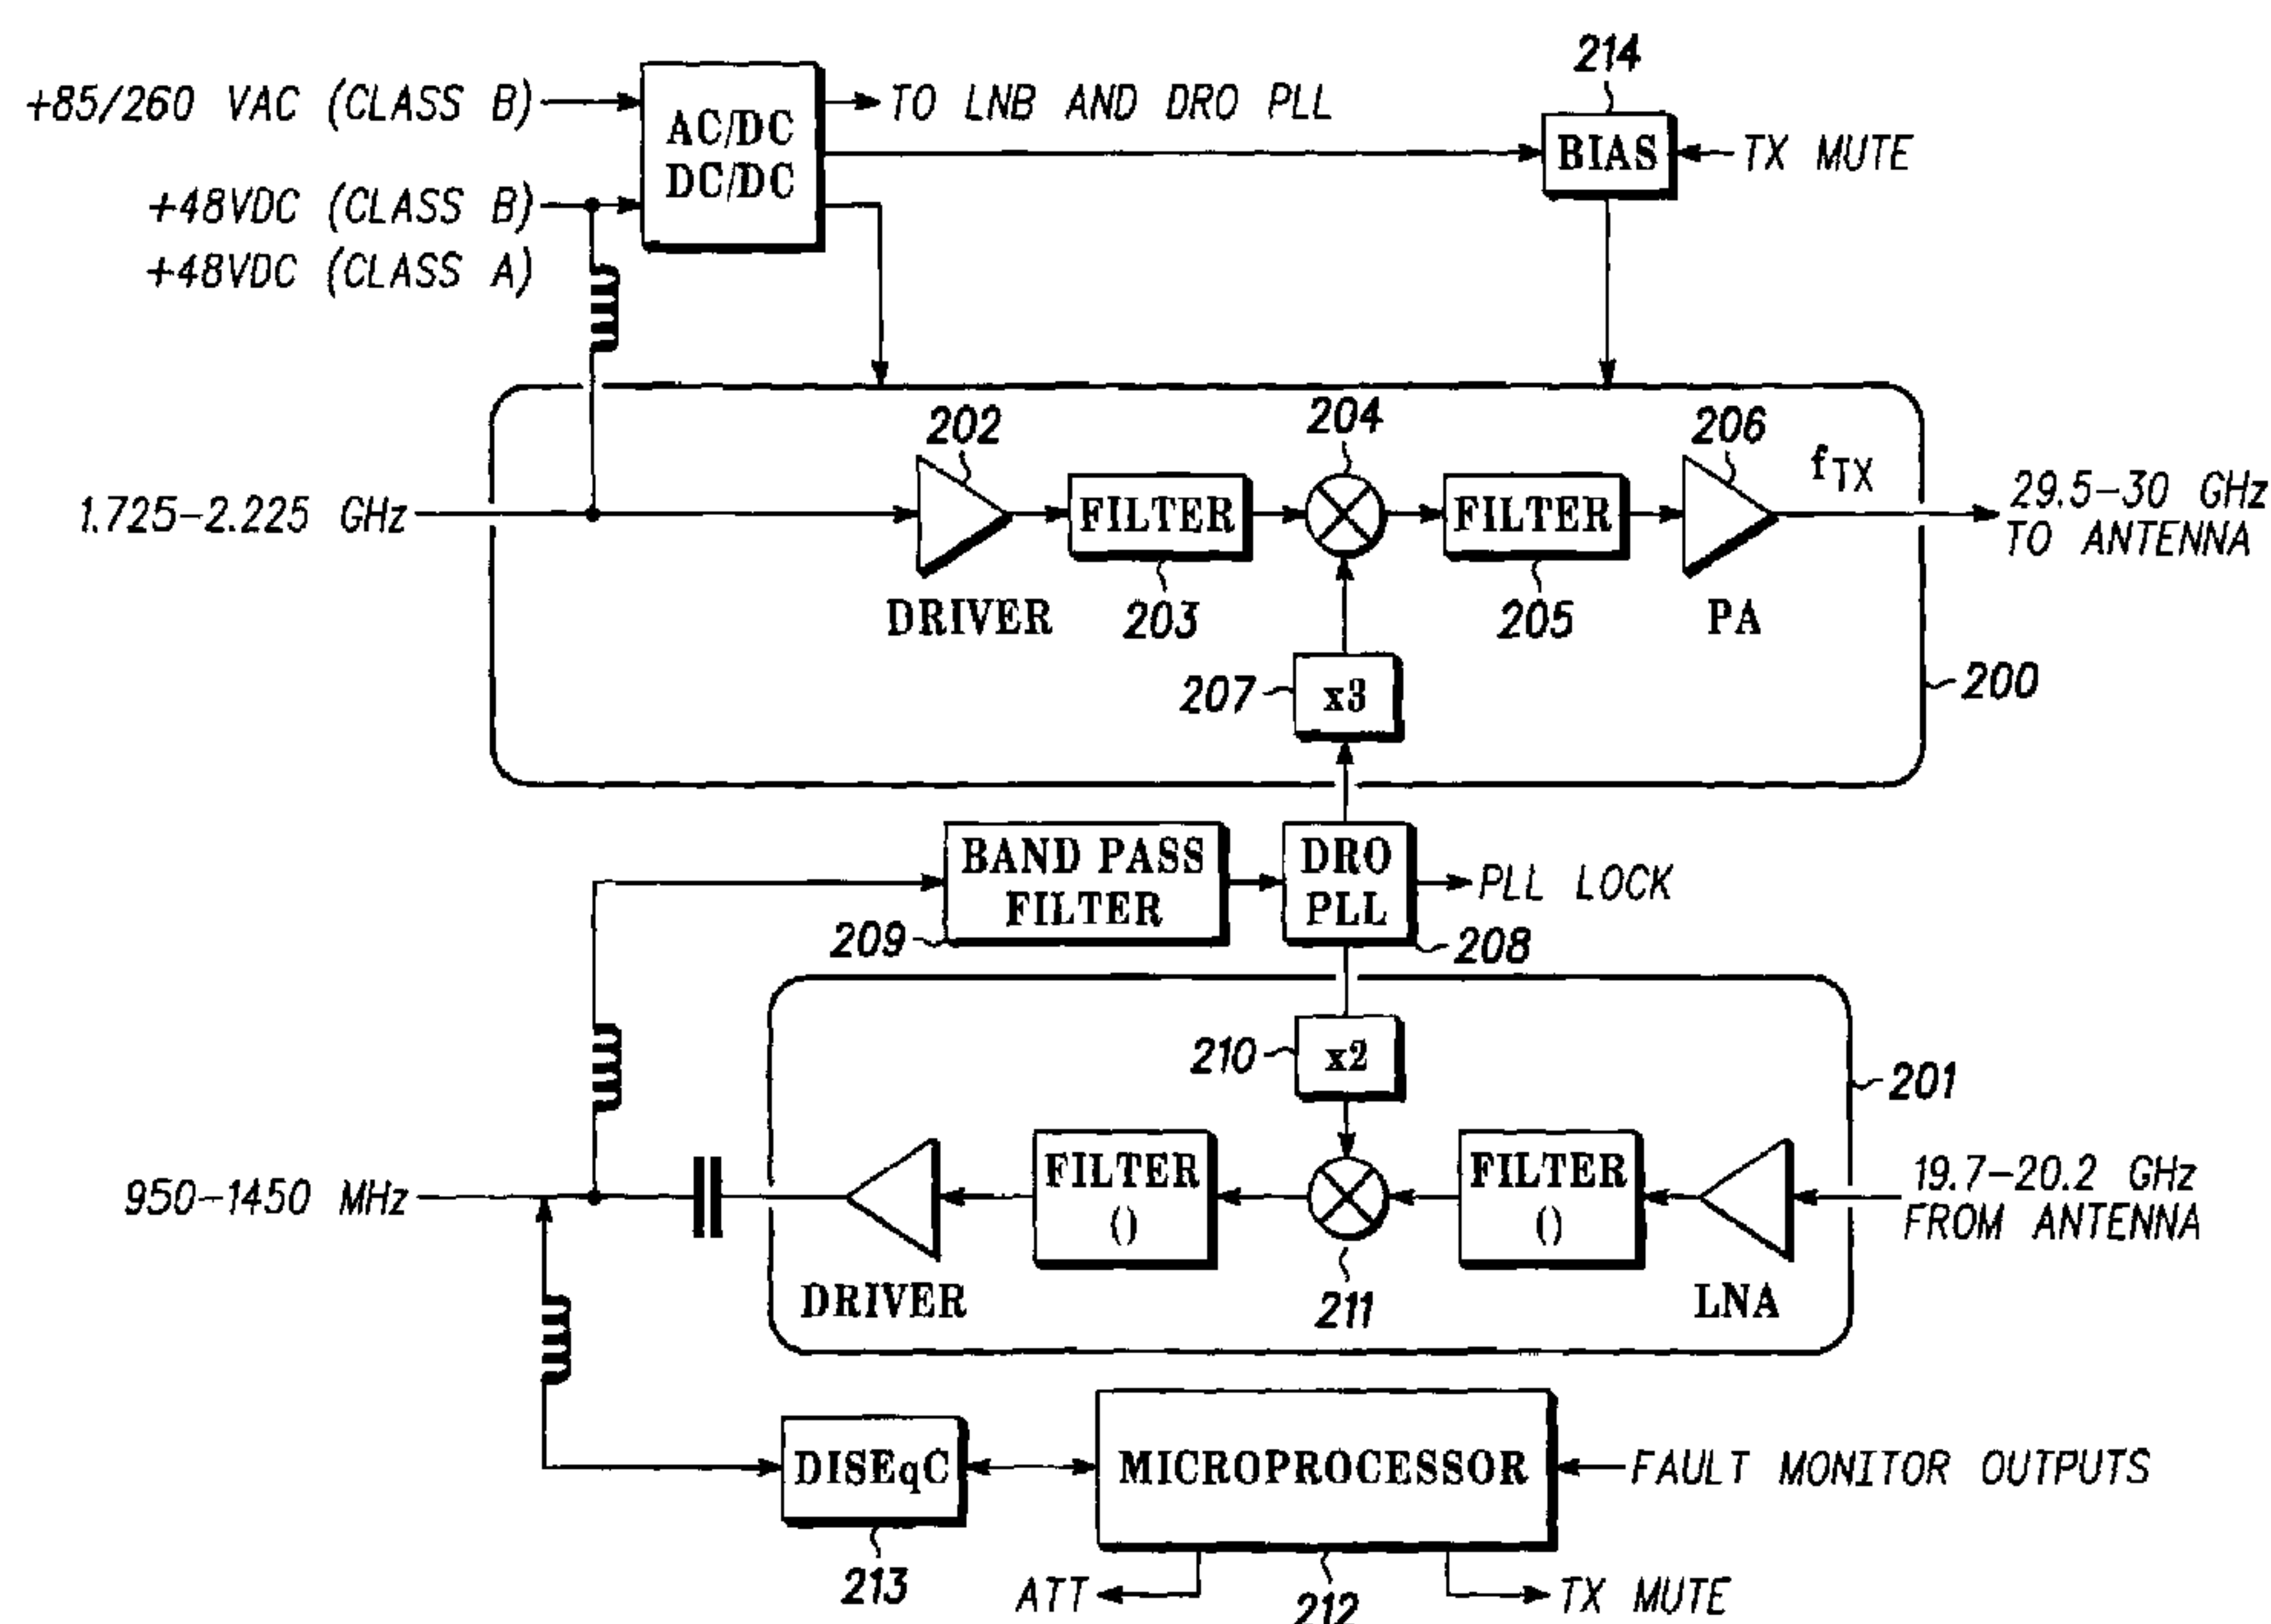 214
+85/260 VAC (CLASS B)
AC/DC
DC/DC
TO LNB AND DRO PLL
BIAS
TX MUTE
+48VDC (CLASS B)
+48VDC (CLASS A)
202
204
206
fTX
1.725-2.225 GHz
FILTER
FILTER
29.5-30 GHz
TO ANTENNA
DRIVER
203
205
PA
207
x3
200
BAND PASS
FILTER
DRO
PLL
PLL LOCK
209
208
210
x2
201
950-1450 MHz
FILTER
()
FILTER
()
19.7-20.2 GHz
FROM ANTENNA
DRIVER
211
LNA
DISEqC
MICROPROCESSOR
FAULT MONITOR OUTPUTS
213
ATT
212
TX MUTE